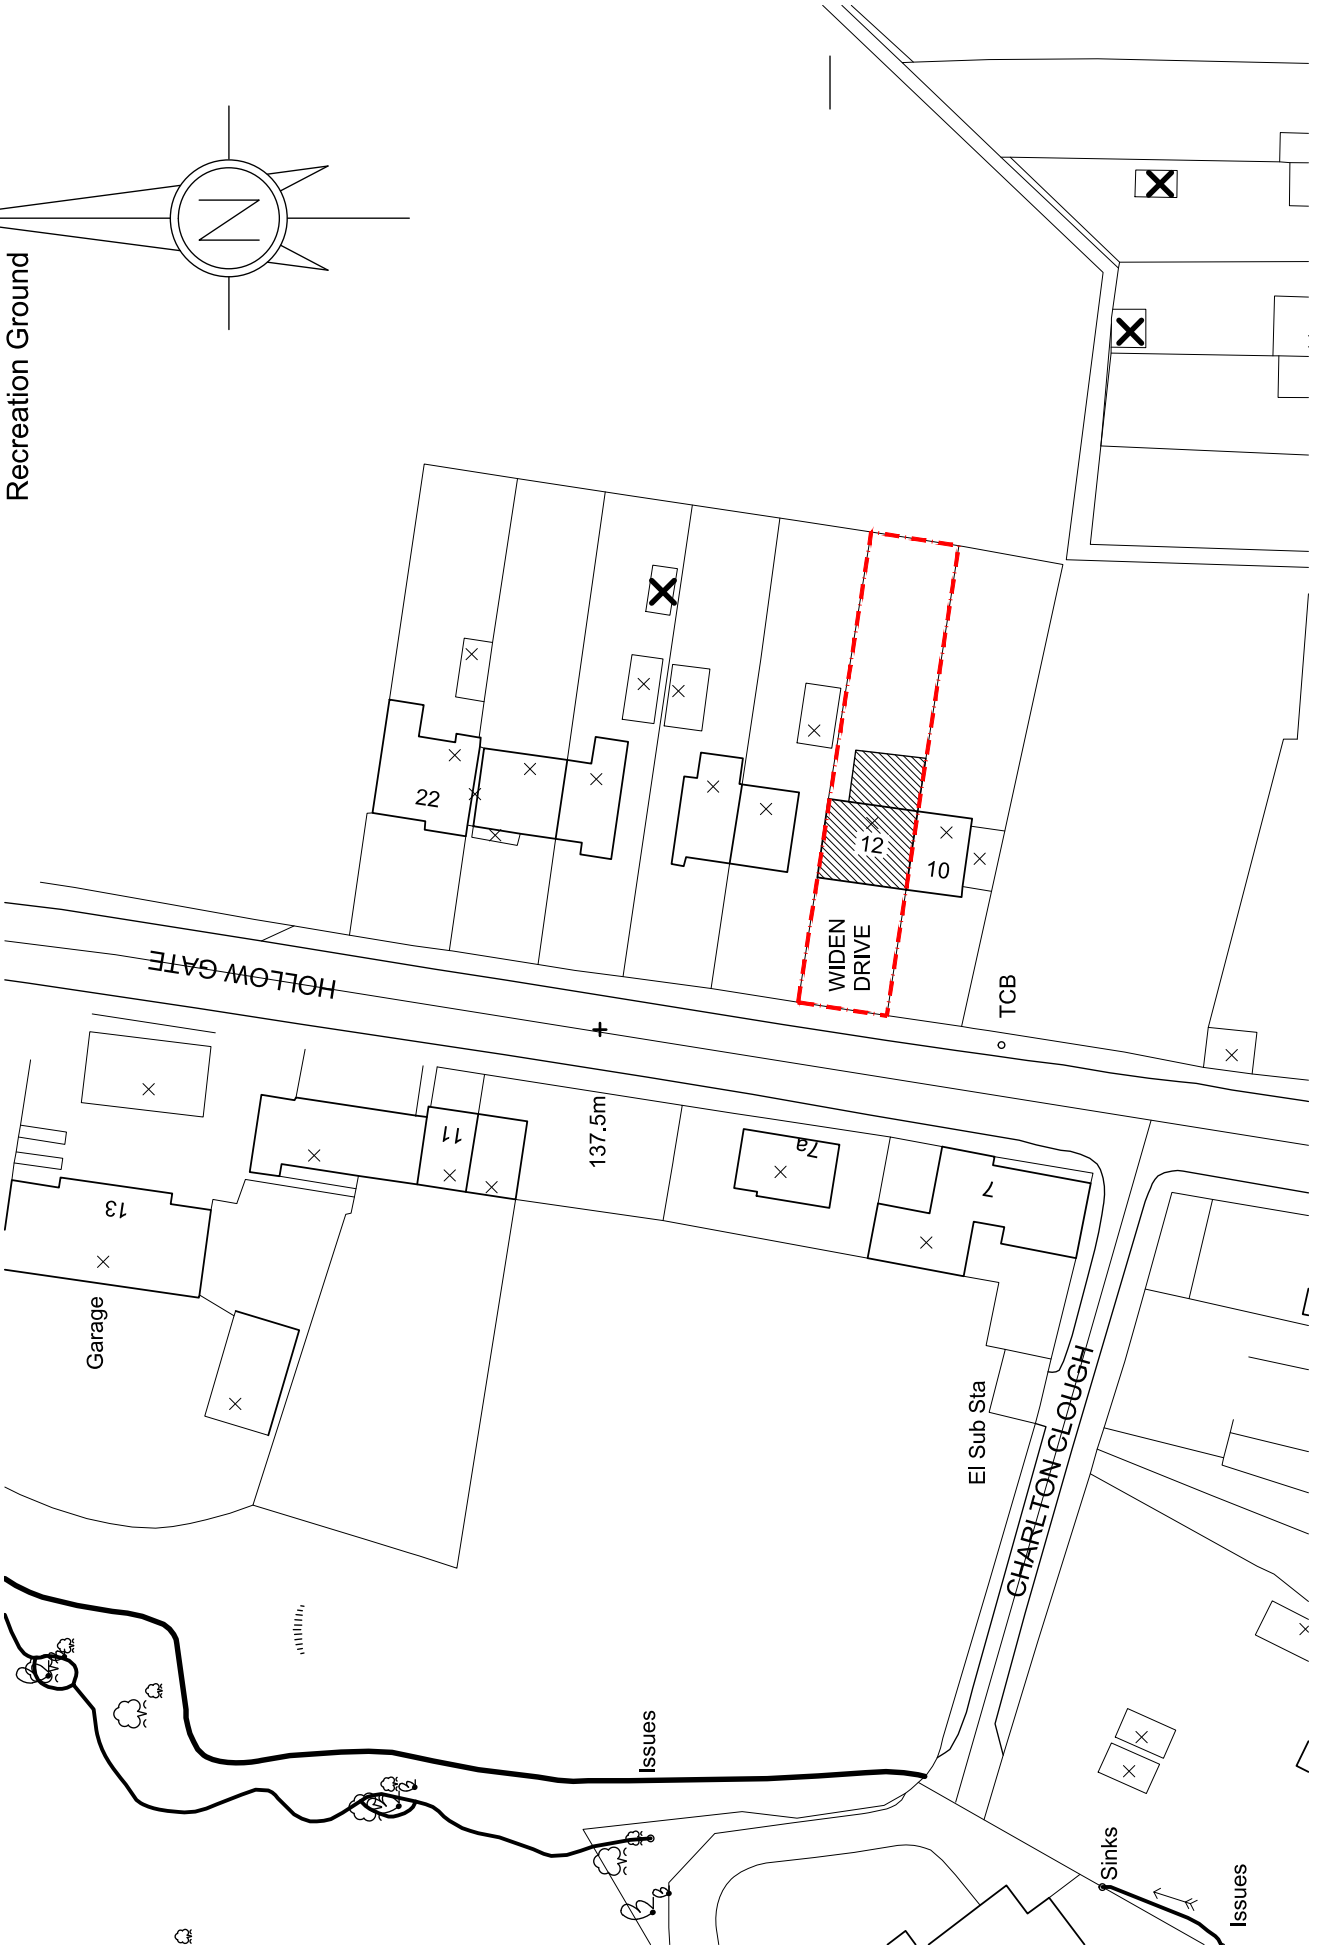 Recreation Ground
N
22
12
10
WIDEN
DRIVE
HOLLOW GATE
TCB
137.5m
11
7a
7
13
Garage
El Sub Sta
CHARLTON CLOUGH
Issues
Sinks
Issues